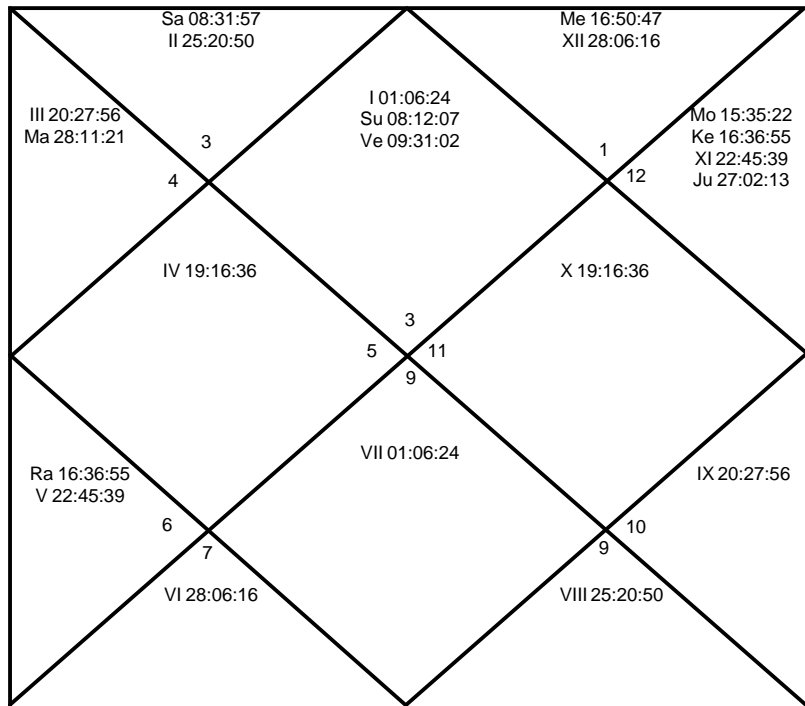 Sa 08:31:57
II 25:20:50
Me 16:50:47
XII 28:06:16
I 01:06:24
Su 08:12:07
Ve 09:31:02
III 20:27:56
Ma 28:11:21
Mo 15:35:22
Ke 16:36:55
XI 22:45:39
Ju 27:02:13
3
1
4
12
IV 19:16:36
X 19:16:36
3
5
11
9
VII 01:06:24
Ra 16:36:55
V 22:45:39
IX 20:27:56
6
10
7
9
VI 28:06:16
VIII 25:20:50